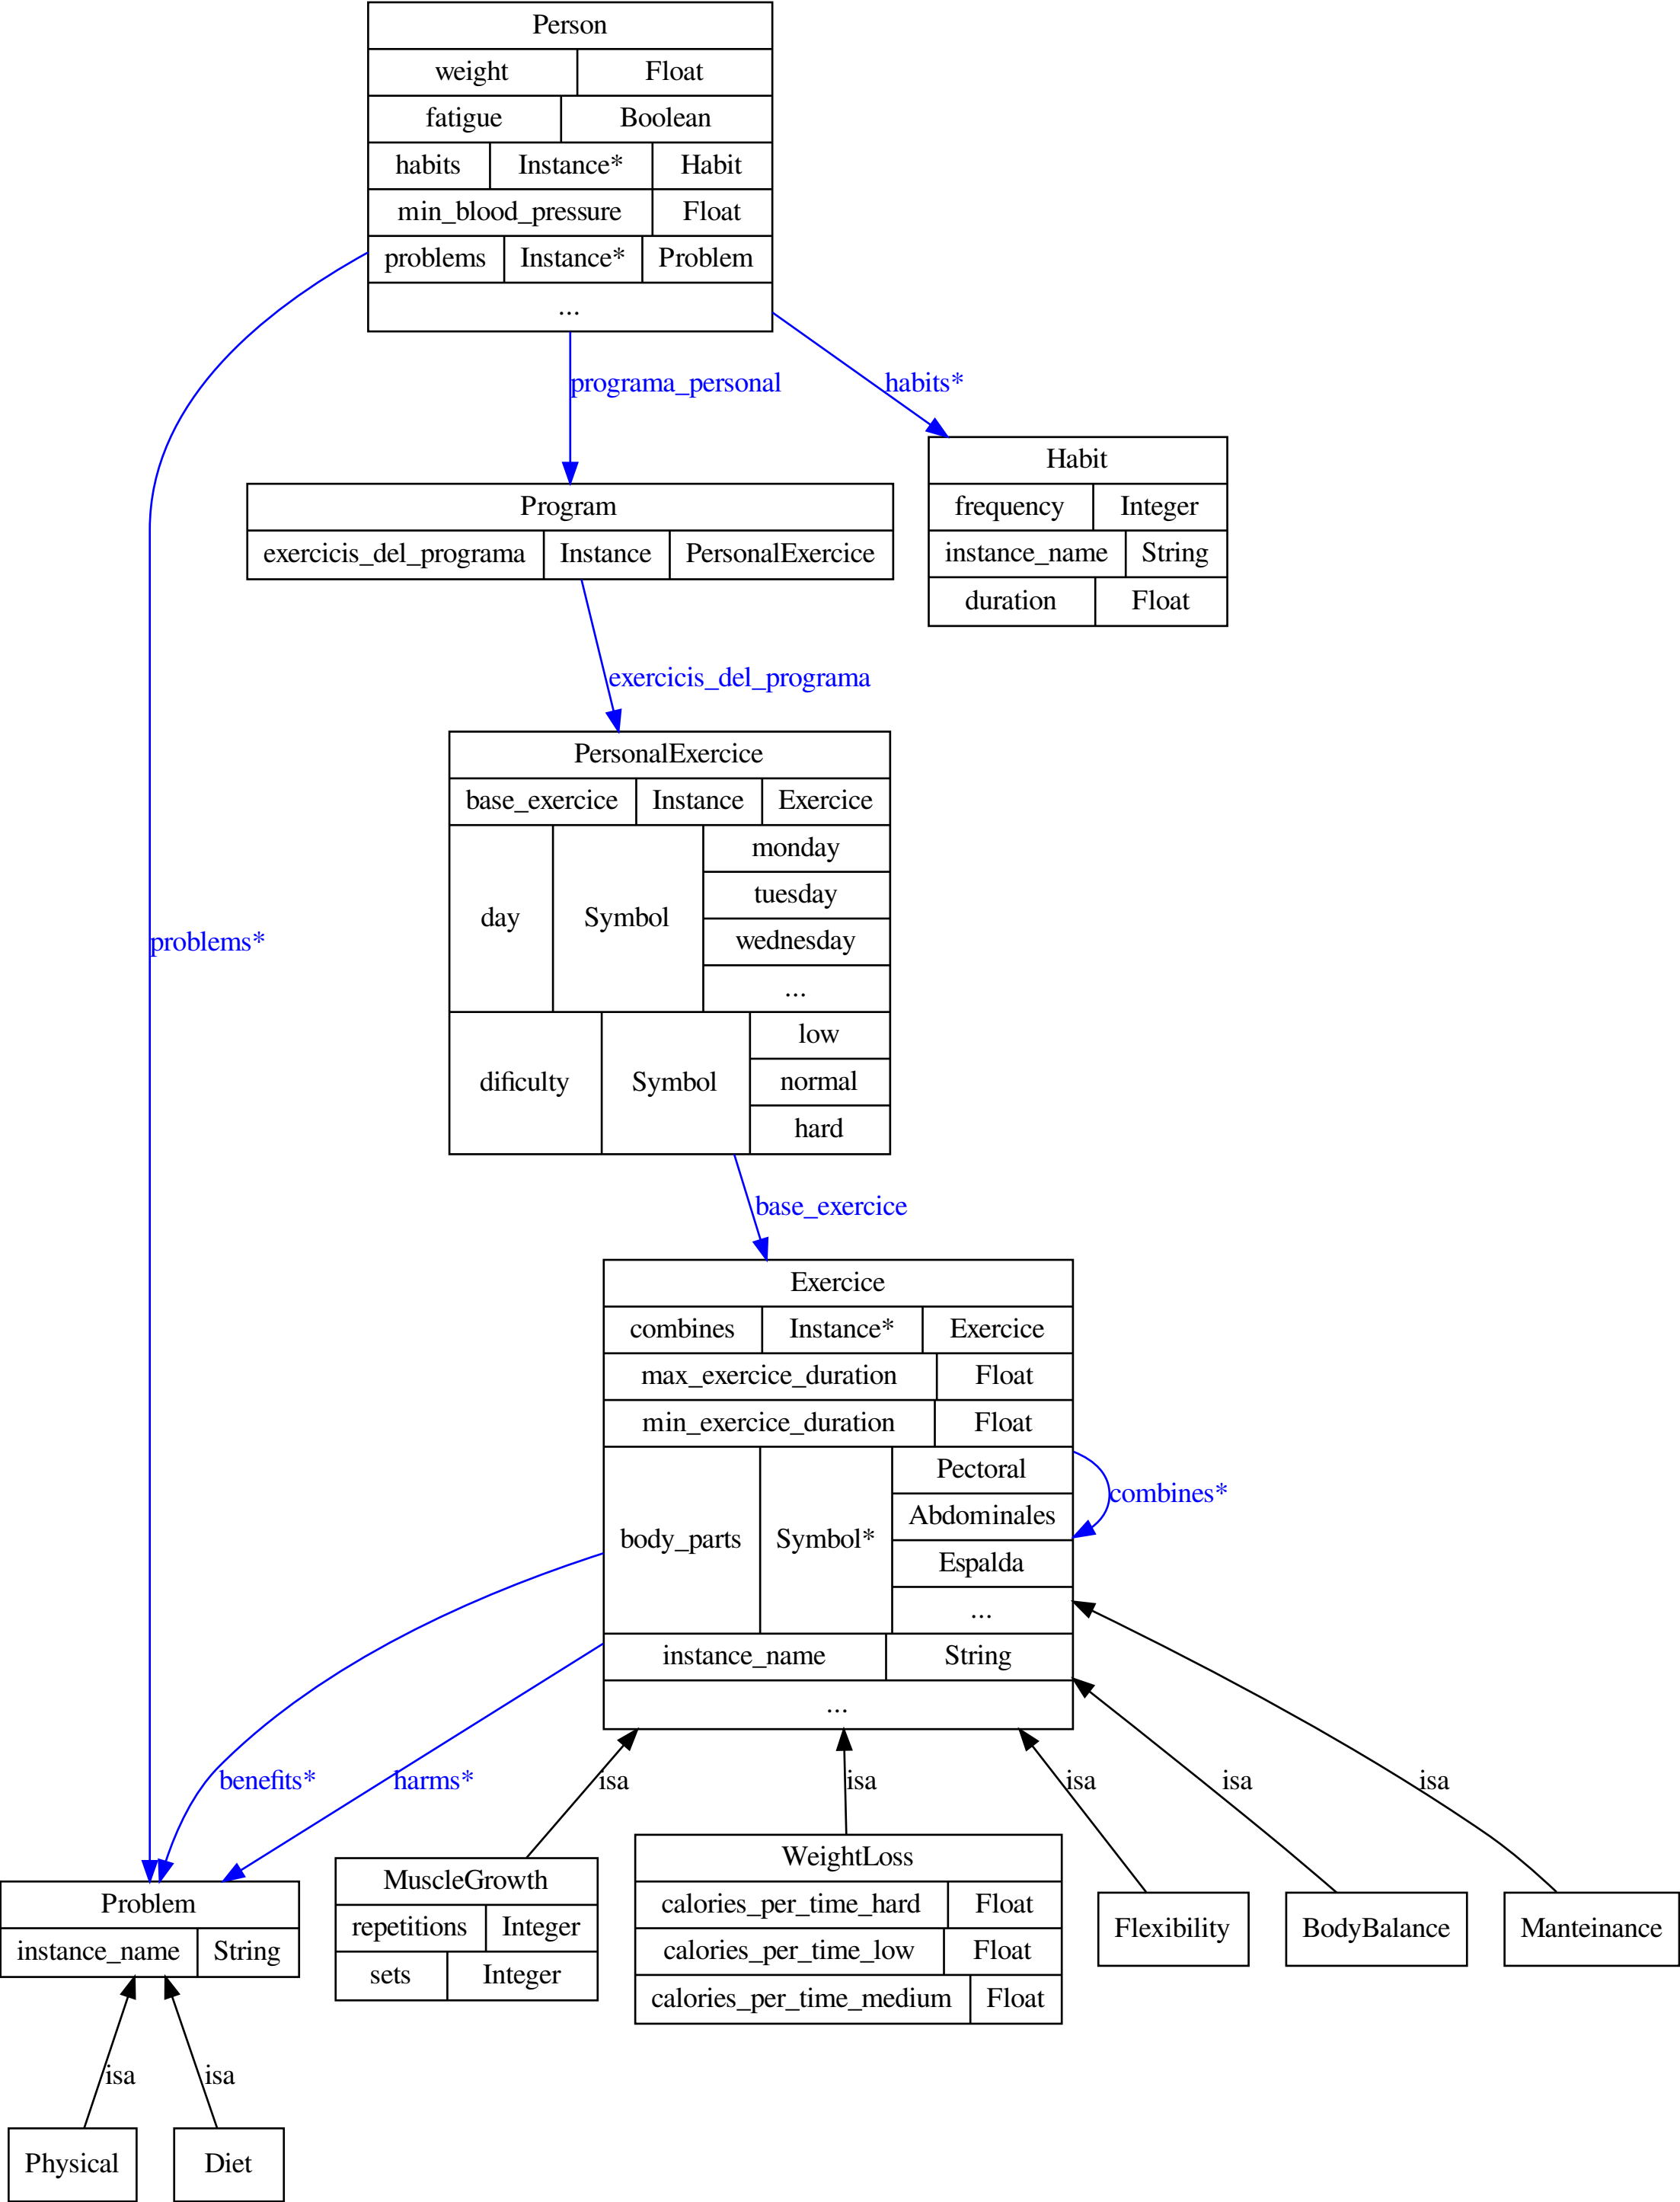 Person
weight Float
fatigue Boolean
habits Instance* Habit
min_blood_pressure Float
problems Instance* Problem
...
programa_personal
habits*
Habit
frequency Integer
instance_name String
duration Float
Program
exercicis_del_programa Instance PersonalExercice
exercicis_del_programa
PersonalExercice
base_exercice Instance Exercice
day Symbol
monday
tuesday
wednesday
...
dificulty Symbol
low
normal
hard
problems*
base_exercice
Exercice
combines Instance* Exercice
max_exercice_duration Float
min_exercice_duration Float
body_parts Symbol*
Pectoral
Abdominales
Espalda
...
instance_name String
...
combines*
benefits*
harms*
isa
isa
isa
isa
isa
Problem
instance_name String
MuscleGrowth
repetitions Integer
sets Integer
WeightLoss
calories_per_time_hard Float
calories_per_time_low Float
calories_per_time_medium Float
Flexibility
BodyBalance
Manteinance
isa
isa
Physical
Diet